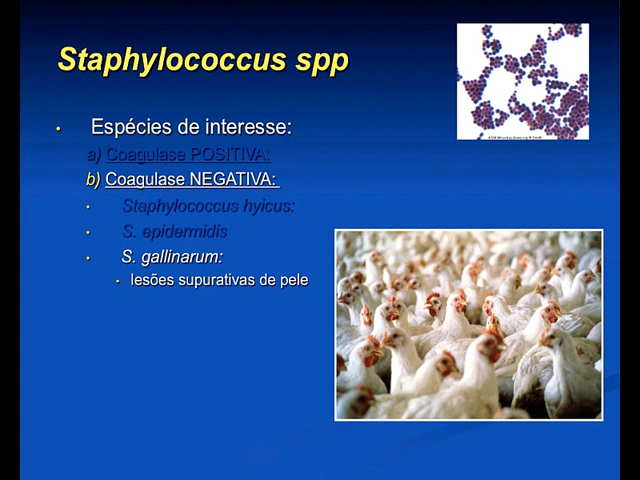 Staphylococcus spp
• Espécies de interesse:
a) Coagulase POSITIVA:
b) Coagulase NEGATIVA:
• Staphylococcus hyicus:
• S. epidermidis
• S. gallinarum:
• lesões supurativas de pele